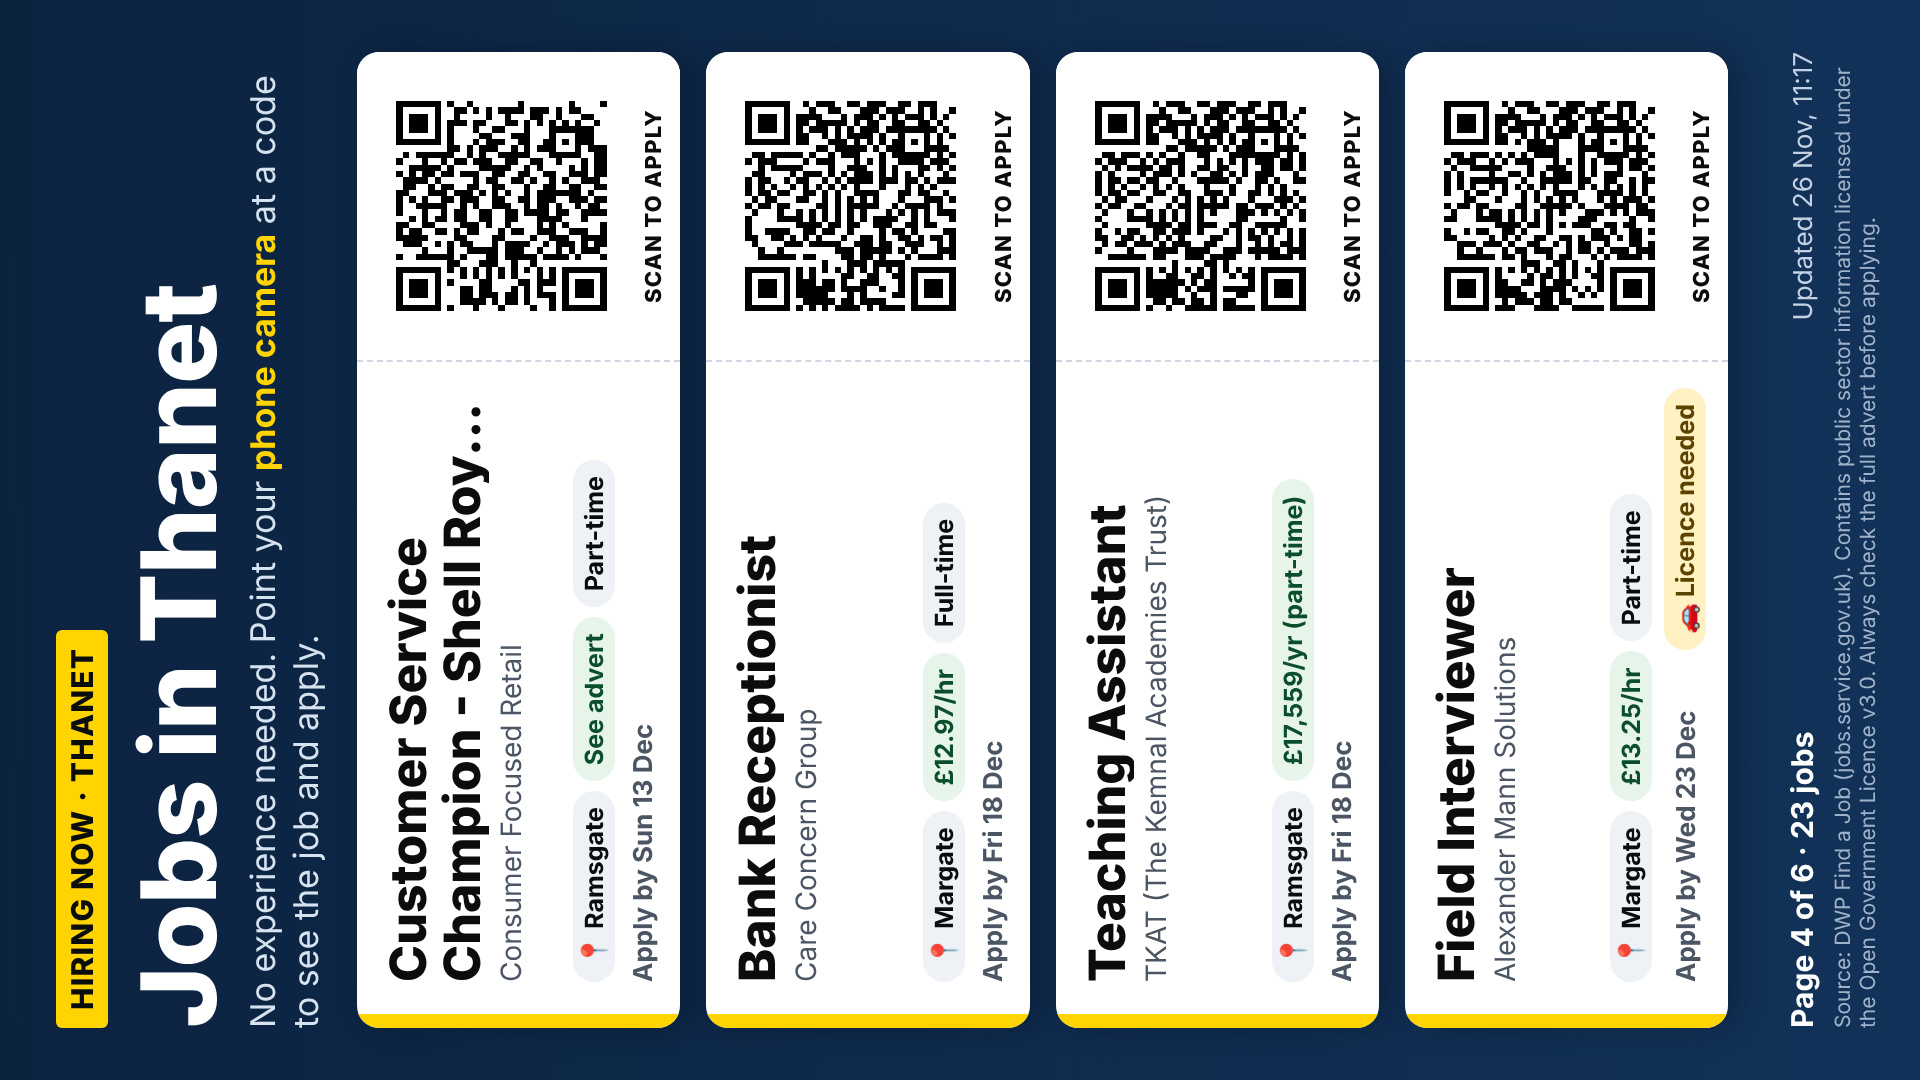 HIRING NOW · THANET
Jobs in Thanet
No experience needed. Point your phone camera at a code
to see the job and apply.
Customer Service
Champion - Shell Roy...
Consumer Focused Retail
📍 Ramsgate
See advert
Part-time
Apply by Sun 13 Dec
SCAN TO APPLY
Bank Receptionist
Care Concern Group
📍 Margate
£12.97/hr
Full-time
Apply by Fri 18 Dec
SCAN TO APPLY
Teaching Assistant
TKAT (The Kemnal Academies Trust)
📍 Ramsgate
£17,559/yr (part-time)
Apply by Fri 18 Dec
SCAN TO APPLY
Field Interviewer
Alexander Mann Solutions
📍 Margate
£13.25/hr
Part-time
Apply by Wed 23 Dec
🚗 Licence needed
SCAN TO APPLY
Page 4 of 6 · 23 jobs
Updated 26 Nov, 11:17
Source: DWP Find a Job (jobs.service.gov.uk). Contains public sector information licensed under
the Open Government Licence v3.0. Always check the full advert before applying.